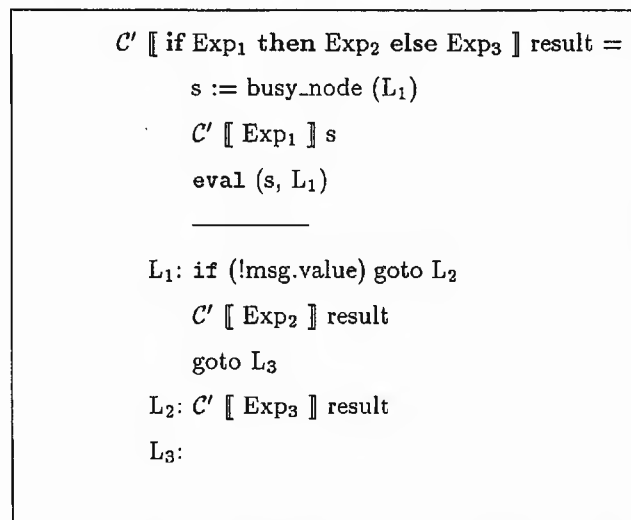 C′ ⟦ if Exp₁ then Exp₂ else Exp₃ ⟧ result =
s := busy_node (L₁)
C′ ⟦ Exp₁ ⟧ s
eval (s, L₁)
L₁: if (!msg.value) goto L₂
C′ ⟦ Exp₂ ⟧ result
goto L₃
L₂: C′ ⟦ Exp₃ ⟧ result
L₃: